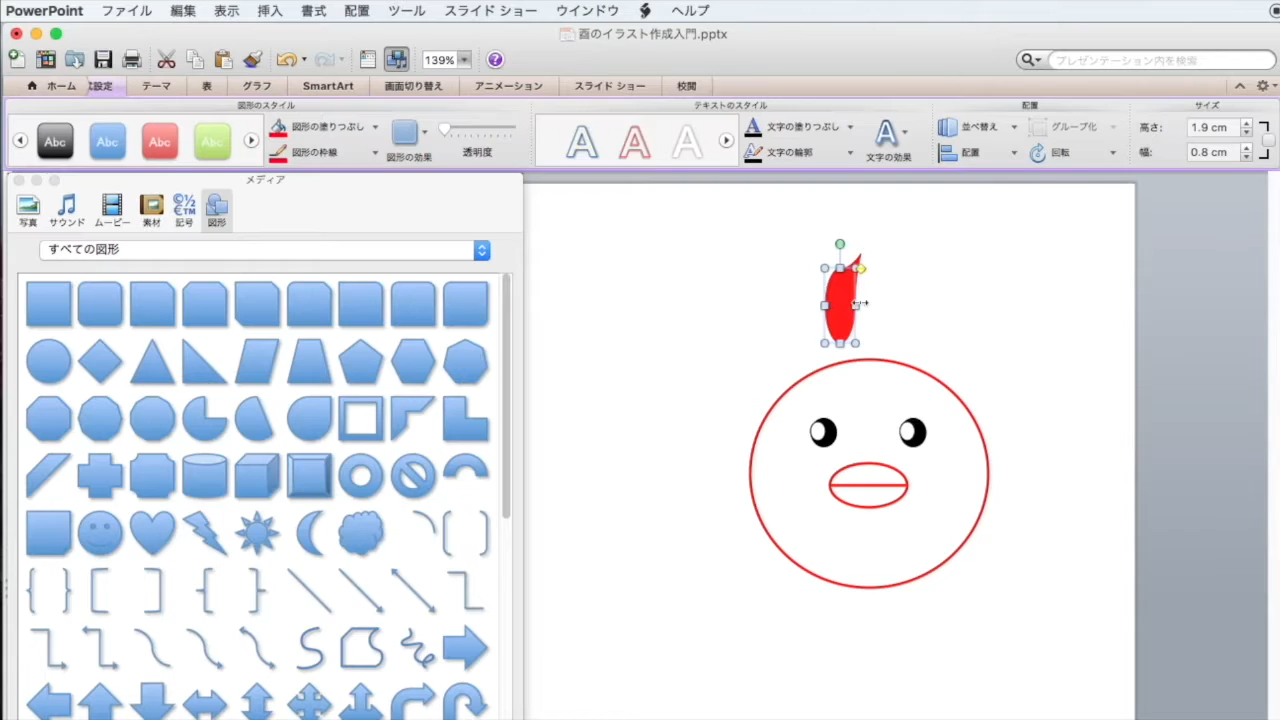 PowerPoint ファイル 編集 表示 挿入 書式 配置 ツール スライド ショー ウインドウ ヘルプ
酉のイラスト作成入門.pptx
139%
プレゼンテーション内を検索
ホーム 設定 テーマ 表 グラフ SmartArt 画面切り替え アニメーション スライド ショー 校閲
図形のスタイル テキストのスタイル 配置 サイズ
Abc Abc Abc Abc 図形の塗りつぶし 図形の枠線 図形の効果 透明度
文字の塗りつぶし 文字の輪郭 文字の効果
並べ替え グループ化 配置 回転
高さ: 1.9 cm
幅: 0.8 cm
メディア
写真 サウンド ムービー 素材 記号 図形
すべての図形